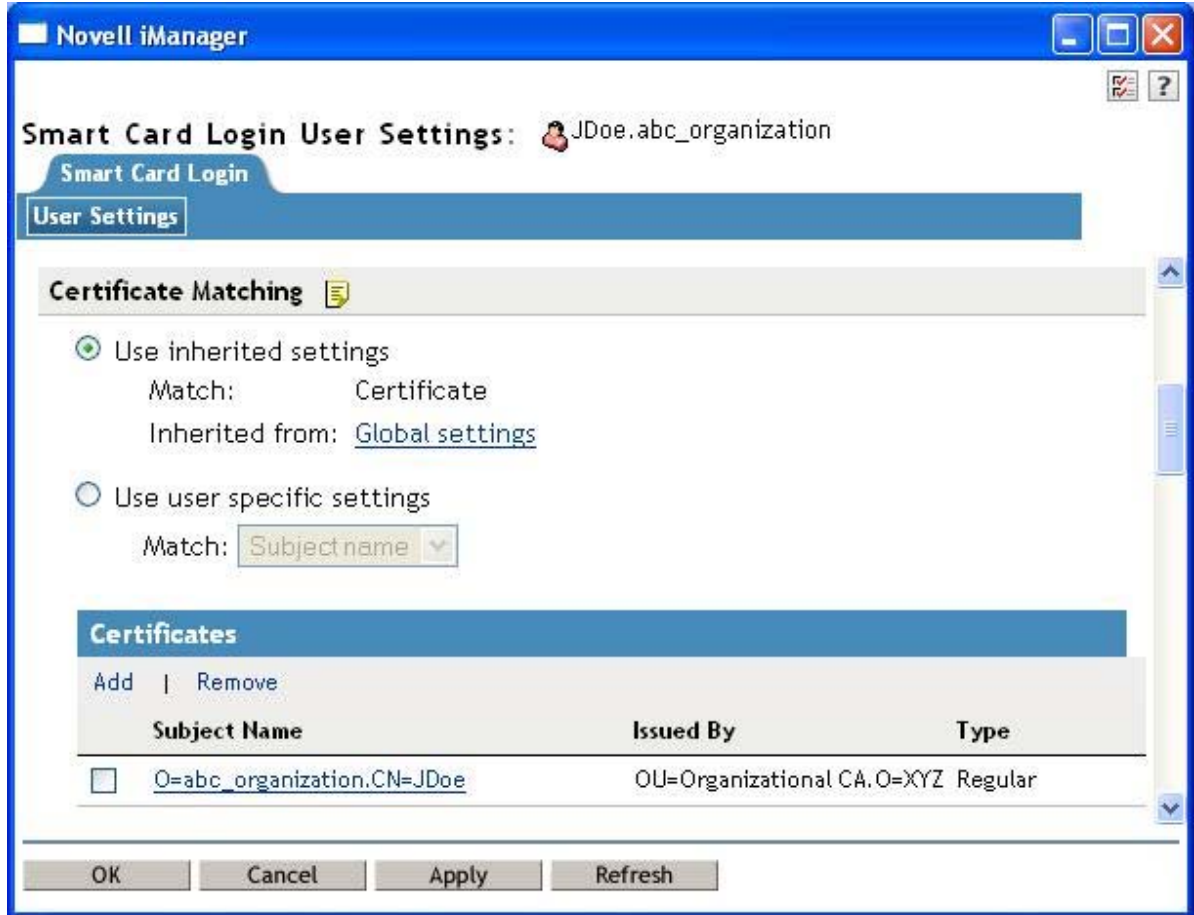 Novell iManager
?
Smart Card Login User Settings: JDoe.abc_organization
Smart Card Login
User Settings
Certificate Matching
Use inherited settings
Match: Certificate
Inherited from: Global settings
Use user specific settings
Match: Subject name
Certificates
Add | Remove
Subject Name Issued By Type
O=abc_organization.CN=JDoe OU=Organizational CA.O=XYZ Regular
OK Cancel Apply Refresh